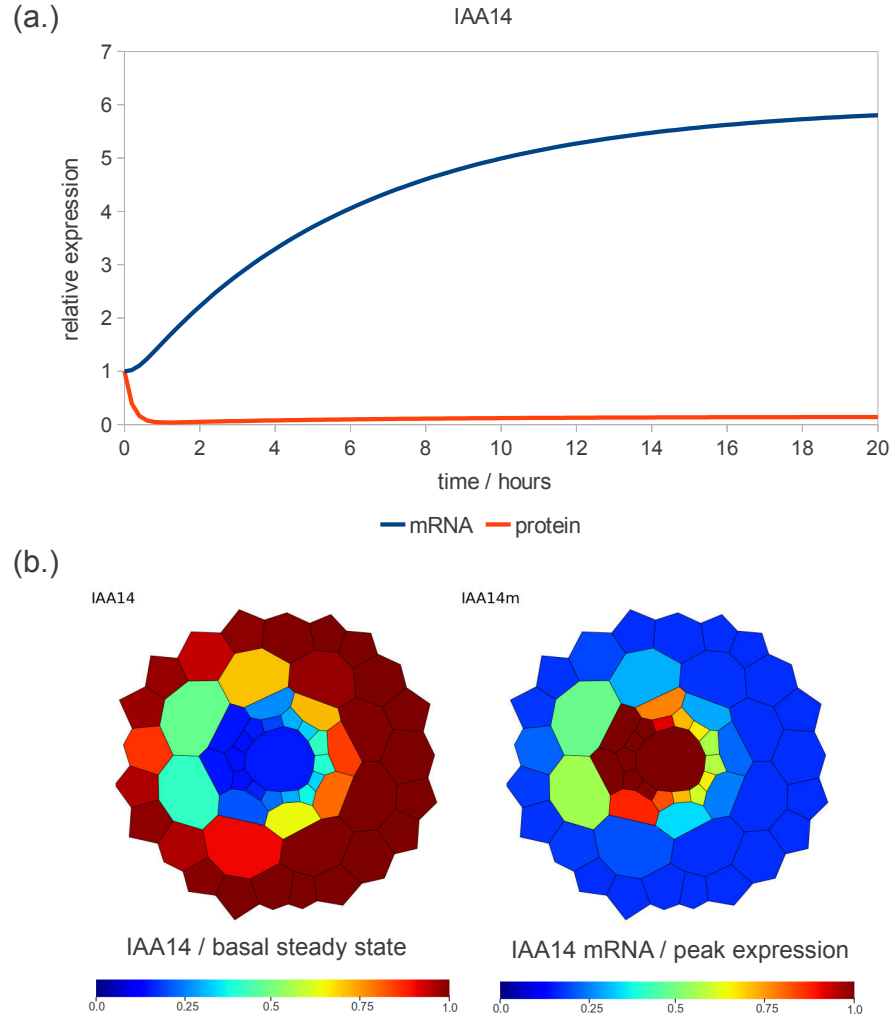 (a.)
IAA14
7
6
5
4
3
2
1
0
relative expression
0 2 4 6 8 10 12 14 16 18 20
time / hours
mRNA protein
(b.)
IAA14 IAA14m
IAA14 / basal steady state IAA14 mRNA / peak expression
0.0 0.25 0.5 0.75 1.0 0.0 0.25 0.5 0.75 1.0